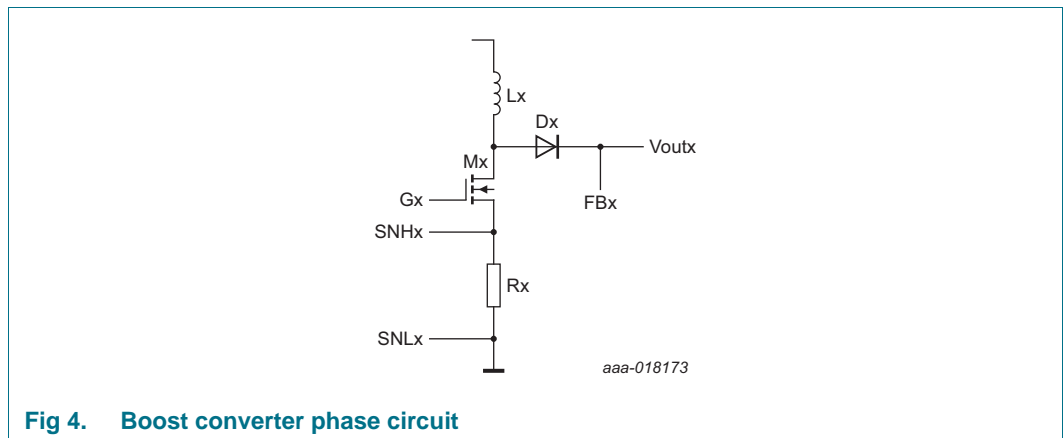 Lx
Dx
Voutx
Mx
FBx
Gx
SNHx
Rx
SNLx
aaa-018173
Fig 4. Boost converter phase circuit